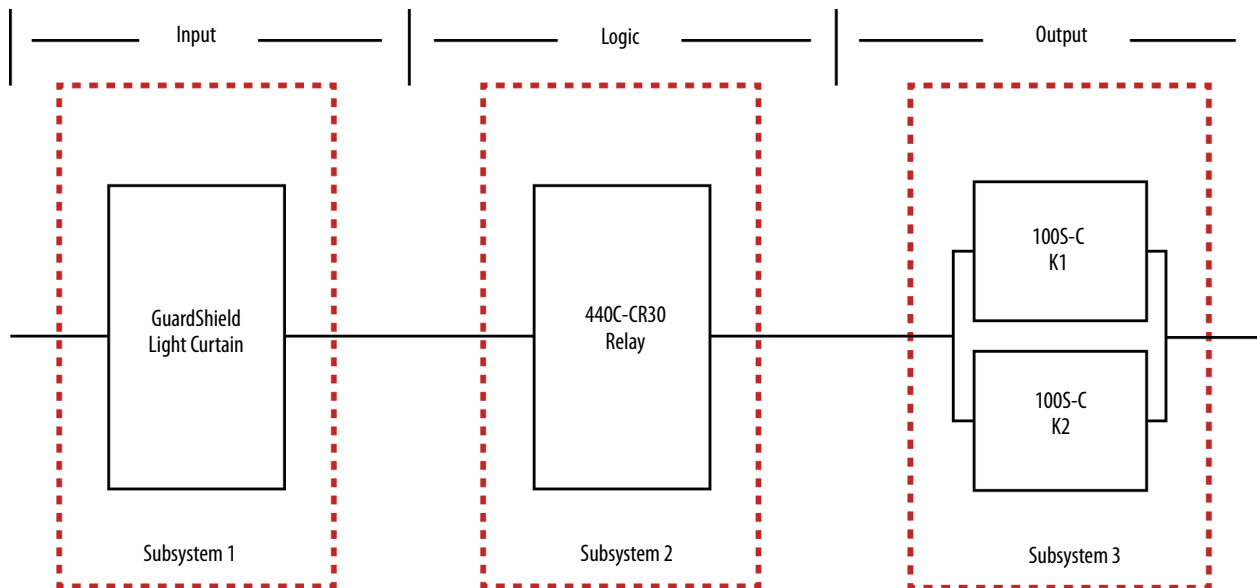 Input
Logic
Output
GuardShield
Light Curtain
440C-CR30
Relay
100S-C
K1
100S-C
K2
Subsystem 1
Subsystem 2
Subsystem 3